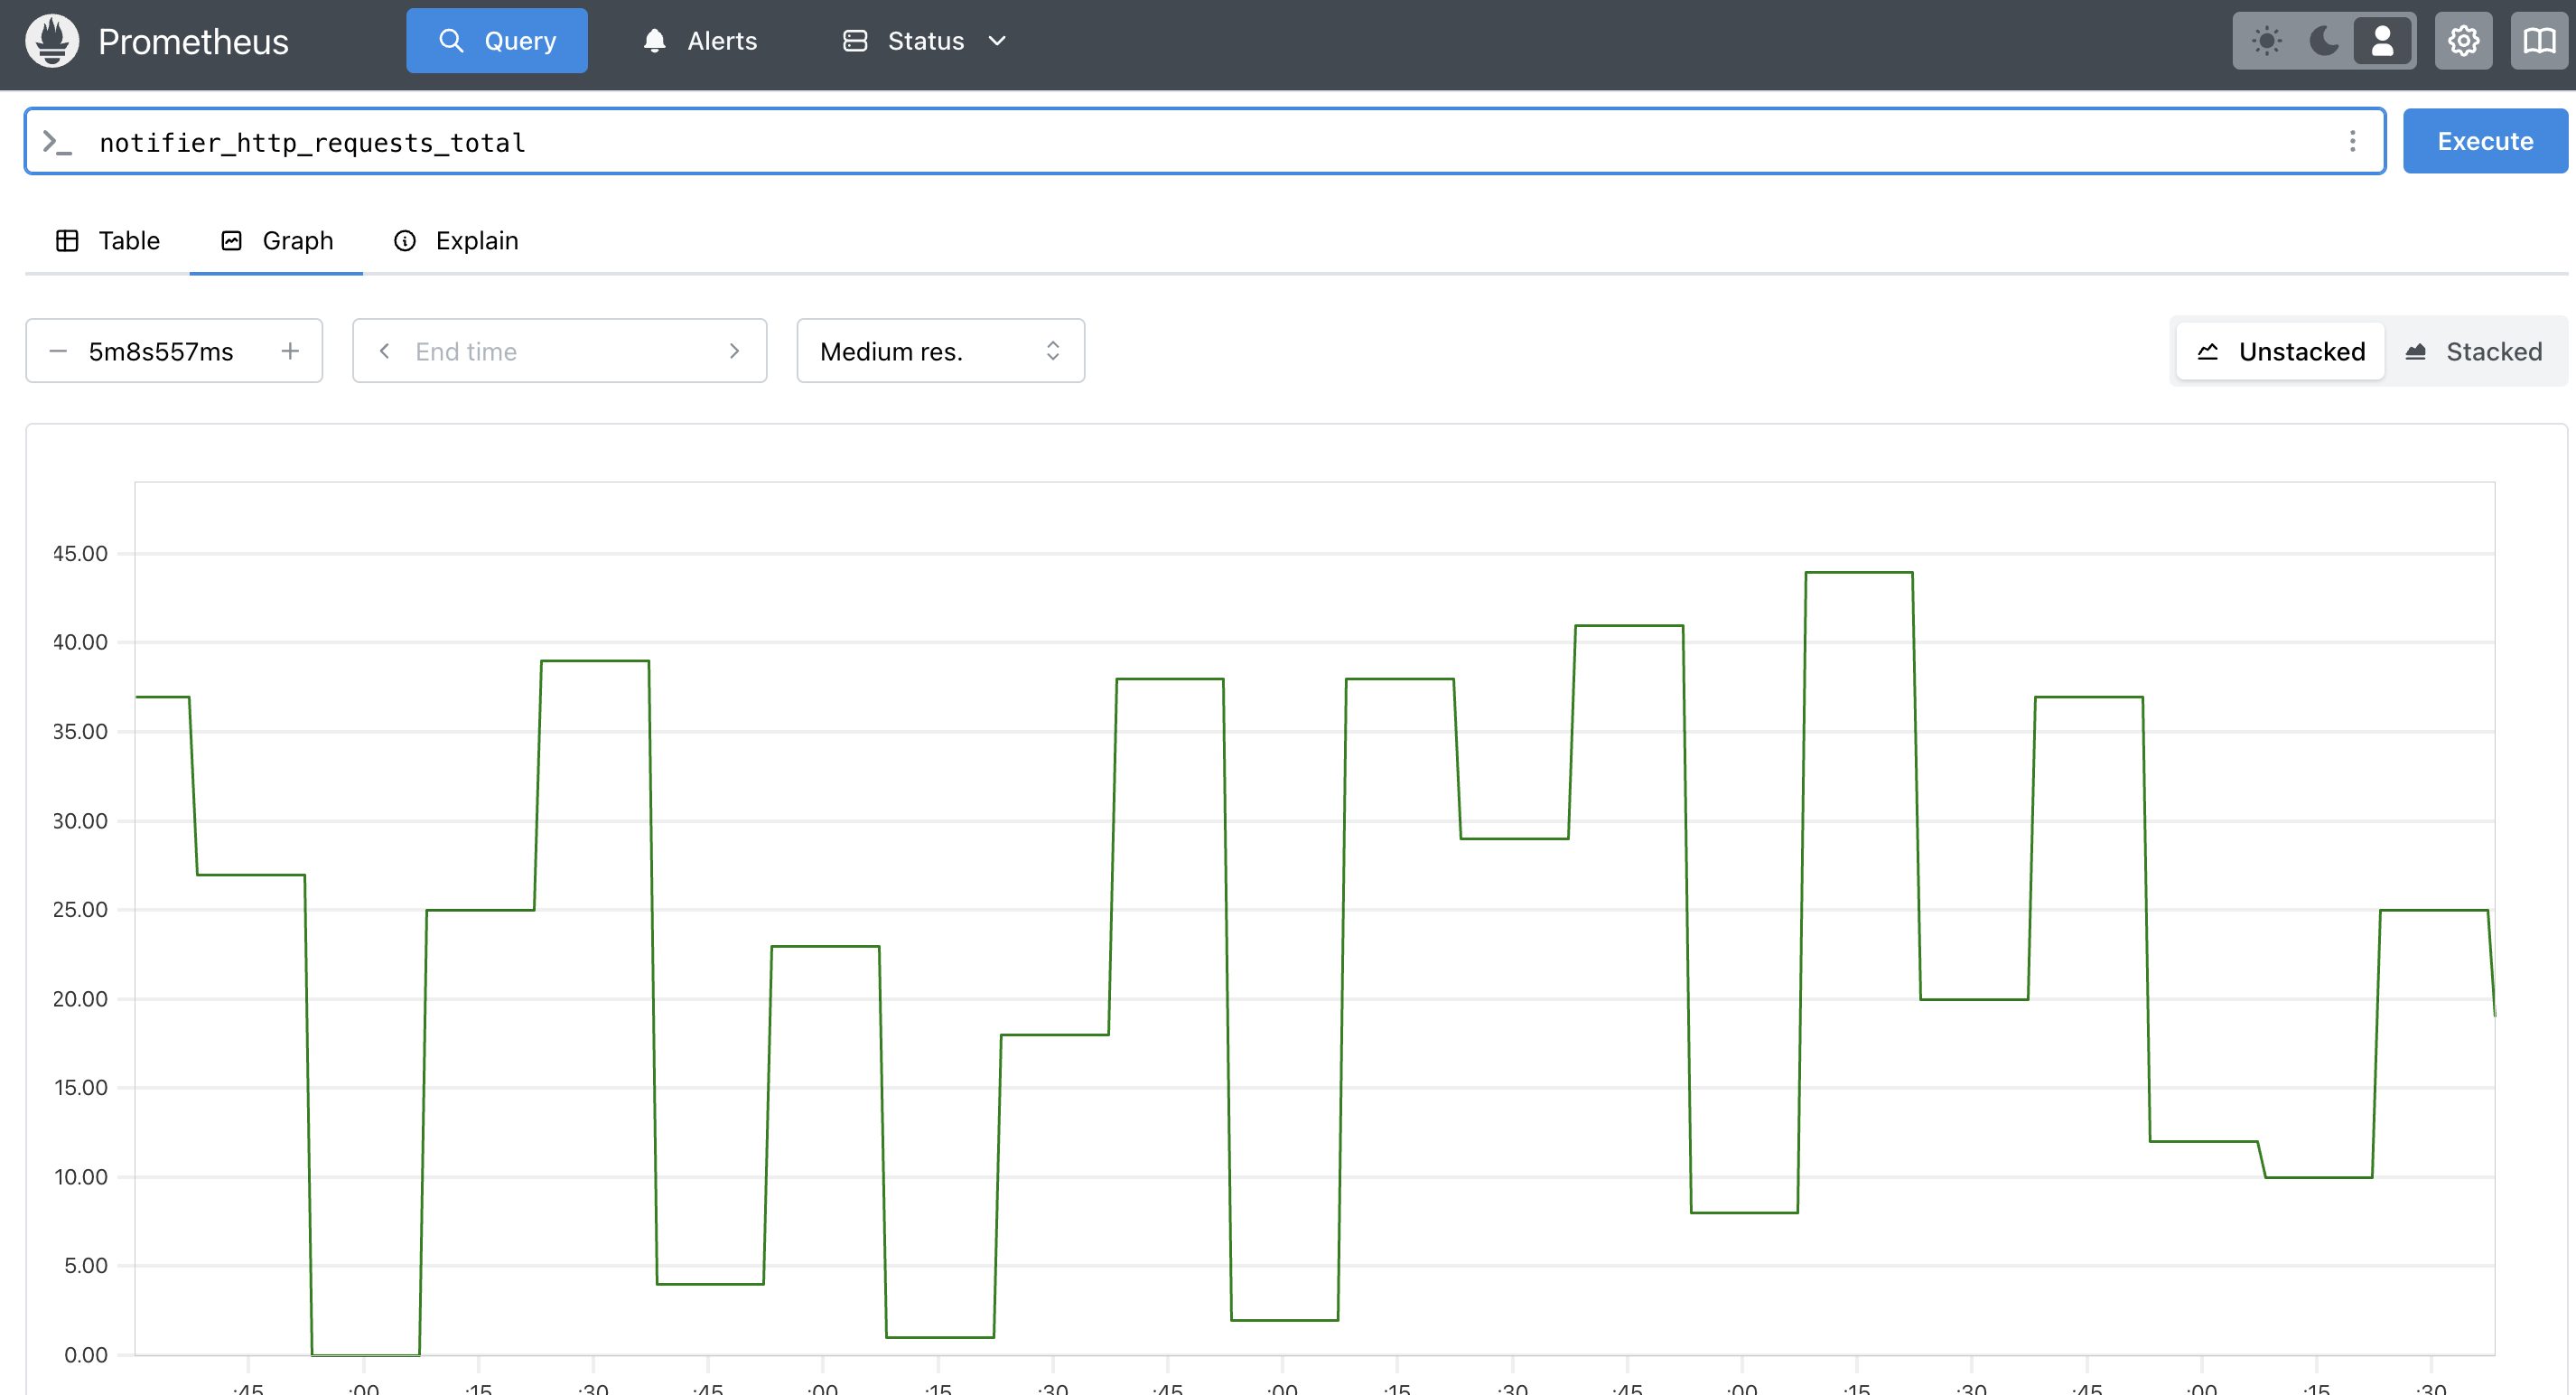 Prometheus Query Alerts Status
>_ notifier_http_requests_total Execute
Table Graph Explain
5m8s557ms End time Medium res. Unstacked Stacked
45.00
40.00
35.00
30.00
25.00
20.00
15.00
10.00
5.00
0.00
:45 :00 :15 :30 :45 :00 :15 :30 :45 :00 :15 :30 :45 :00 :15 :30 :45 :00 :15 :30